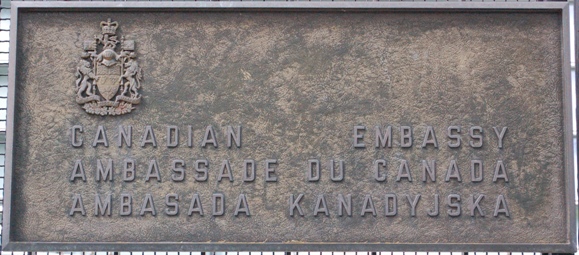 CANADIAN EMBASSY
AMBASSADE DU CANADA
AMBASADA KANADYJSKA